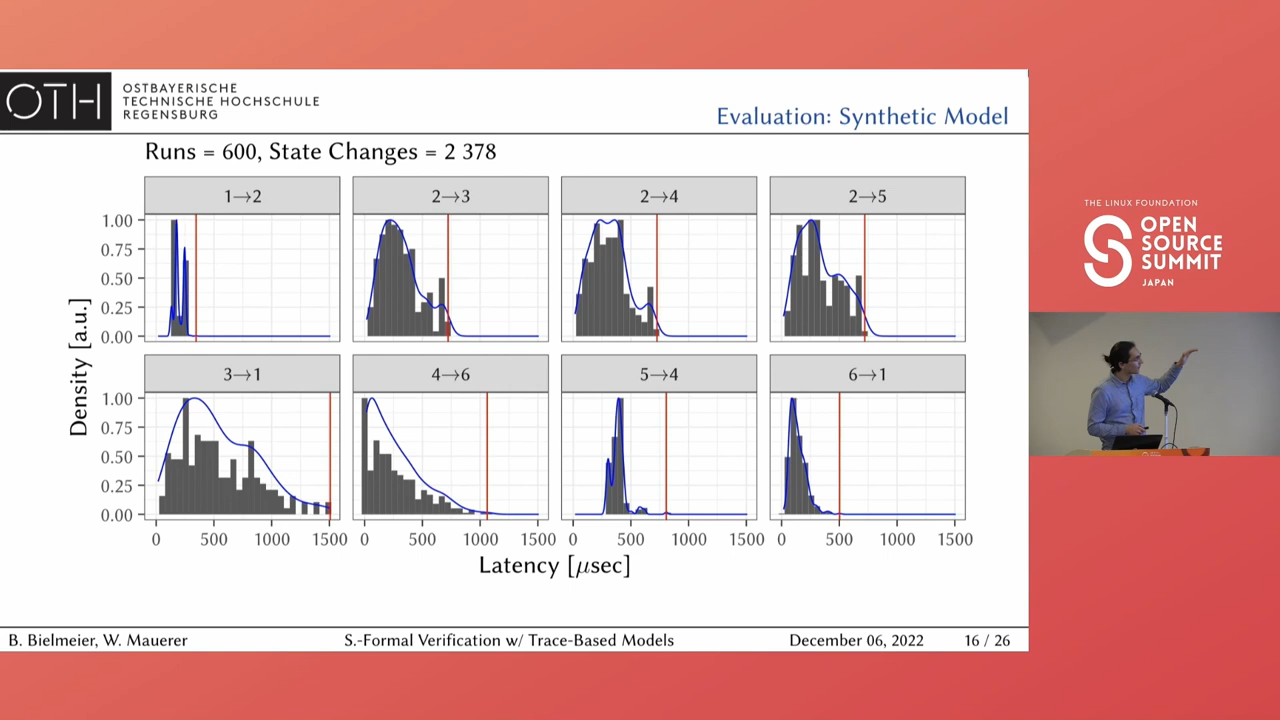 OTH
OSTBAYERISCHE
TECHNISCHE HOCHSCHULE
REGENSBURG
Evaluation: Synthetic Model
Runs = 600, State Changes = 2 378
1→2
2→3
2→4
2→5
1.00
0.75
0.50
0.25
0.00
3→1
4→6
5→4
6→1
1.00
0.75
0.50
0.25
0.00
Density [a.u.]
0 500 1000 1500
0 500 1000 1500
0 500 1000 1500
0 500 1000 1500
Latency [μsec]
B. Bielmeier, W. Mauerer
S.-Formal Verification w/ Trace-Based Models
December 06, 2022
16 / 26
THE LINUX FOUNDATION
OPEN
SOURCE
SUMMIT
JAPAN